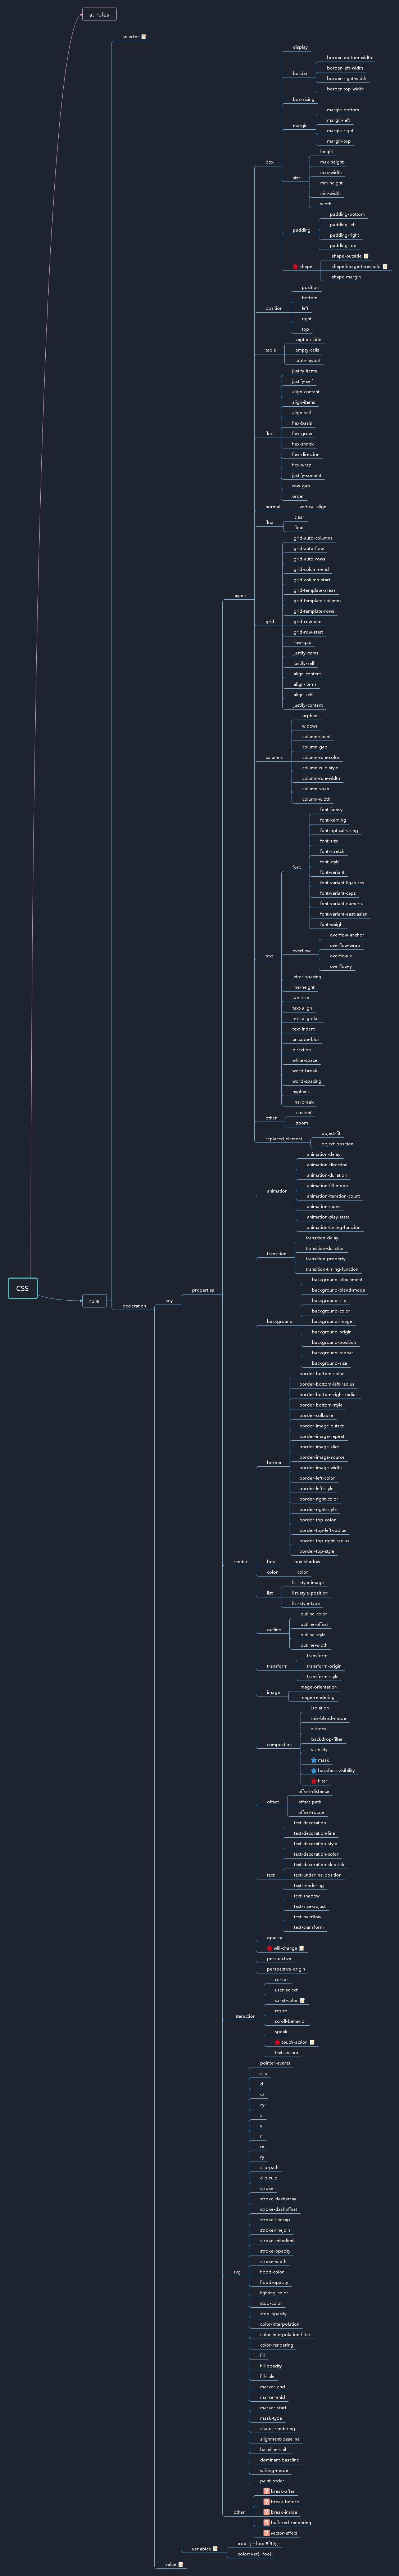 at-rules
selector
display
border-bottom-width
border-left-width
border
border-right-width
border-top-width
box-sizing
margin-bottom
margin-left
margin
margin-right
margin-top
height
box
max-height
max-width
size
min-height
min-width
width
padding-bottom
padding-left
padding
padding-right
padding-top
shape-outside
shape
shape-image-threshold
shape-margin
position
bottom
position
left
right
top
caption-side
table
empty-cells
table-layout
justify-items
justify-self
align-content
align-items
align-self
flex-basis
flex
flex-grow
flex-shrink
flex-direction
flex-wrap
justify-content
row-gap
order
normal
vertical-align
clear
float
float
grid-auto-columns
grid-auto-flow
grid-auto-rows
grid-column-end
grid-column-start
grid-template-areas
layout
grid-template-columns
grid-template-rows
grid
grid-row-end
grid-row-start
row-gap
justify-items
justify-self
align-content
align-items
align-self
justify-content
orphans
widows
column-count
column-gap
columns
column-rule-color
column-rule-style
column-rule-width
column-span
column-width
font-family
font-kerning
font-optical-sizing
font-size
font-stretch
font-style
font
font-variant
font-variant-ligatures
font-variant-caps
font-variant-numeric
font-variant-east-asian
font-weight
overflow-anchor
overflow-wrap
overflow
text
overflow-x
overflow-y
letter-spacing
line-height
tab-size
text-align
text-align-last
text-indent
unicode-bidi
direction
white-space
word-break
word-spacing
hyphens
line-break
content
other
zoom
object-fit
replaced_element
object-position
animation-delay
animation-direction
animation-duration
animation-fill-mode
animation
animation-iteration-count
animation-name
animation-play-state
animation-timing-function
transition-delay
transition-duration
transition
transition-property
transition-timing-function
background-attachment
CSS
background-blend-mode
properties
key
background-clip
rule
declaration
background-color
background
background-image
background-origin
background-position
background-repeat
background-size
border-bottom-color
border-bottom-left-radius
border-bottom-right-radius
border-bottom-style
border-collapse
border-image-outset
border-image-repeat
border-image-slice
border-image-source
border
border-image-width
border-left-color
border-left-style
border-right-color
border-right-style
border-top-color
border-top-left-radius
border-top-right-radius
border-top-style
render
box
box-shadow
color
color
list-style-image
list
list-style-position
list-style-type
outline-color
outline-offset
outline
outline-style
outline-width
transform
transform
transform-origin
transform-style
image-orientation
image
image-rendering
isolation
mix-blend-mode
z-index
backdrop-filter
compostion
visibility
mask
backface-visibility
filter
offset-distance
offset
offset-path
offset-rotate
text-decoration
text-decoration-line
text-decoration-style
text-decoration-color
text-decoration-skip-ink
text
text-underline-position
text-rendering
text-shadow
text-size-adjust
text-overflow
text-transform
opacity
will-change
perspective
perspective-origin
cursor
user-select
caret-color
resize
interaction
scroll-behavior
speak
touch-action
text-anchor
pointer-events
clip
d
cx
cy
x
y
r
rx
ry
clip-path
clip-rule
stroke
stroke-dasharray
stroke-dashoffset
stroke-linecap
stroke-linejoin
stroke-miterlimit
stroke-opacity
stroke-width
svg
flood-color
flood-opacity
lighting-color
stop-color
stop-opacity
color-interpolation
color-interpolation-filters
color-rendering
fill
fill-opacity
fill-rule
marker-end
marker-mid
marker-start
mask-type
shape-rendering
alignment-baseline
baseline-shift
dominant-baseline
writing-mode
paint-order
break-after
break-before
other
break-inside
buffered-rendering
vector-effect
variables
:root { --foo: #f40; }
color: var(--foo);
value